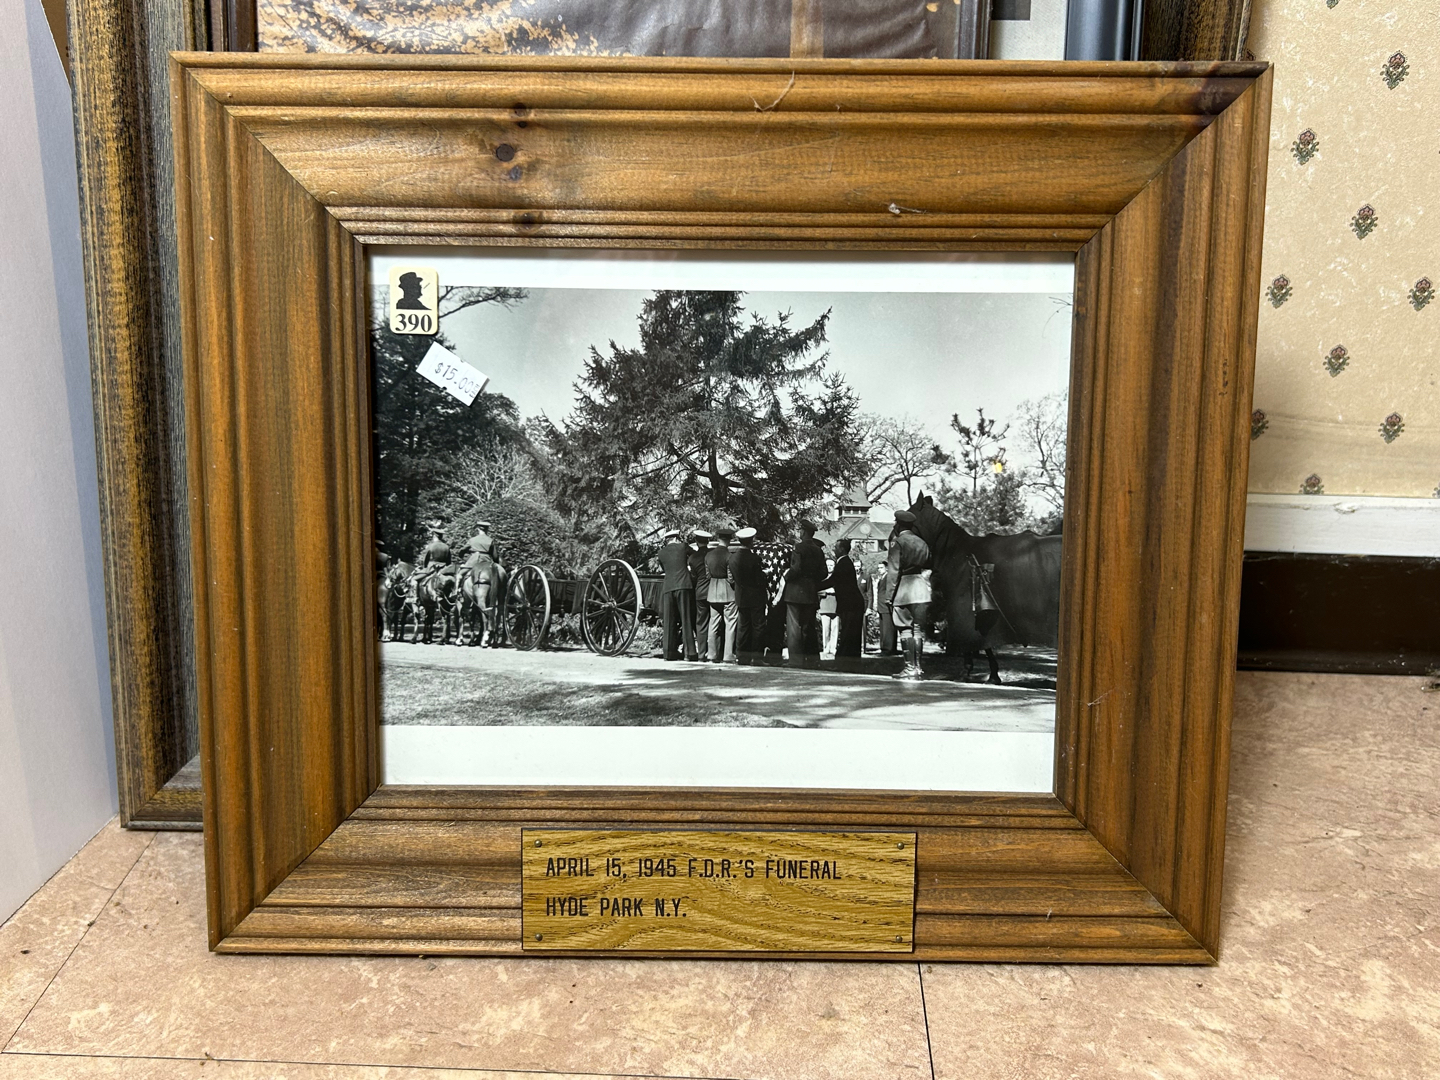 390
$15.00
APRIL 15, 1945 F.D.R.'S FUNERAL
HYDE PARK N.Y.